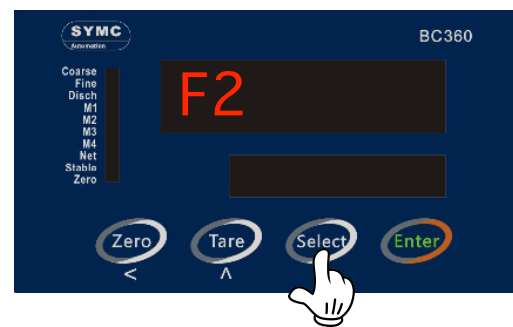 SYMC
Automation
BC360
Coarse
Fine
Disch
M1
M2
M3
M4
Net
Stable
Zero
F2
Zero
Tare
Select
Enter
<
^